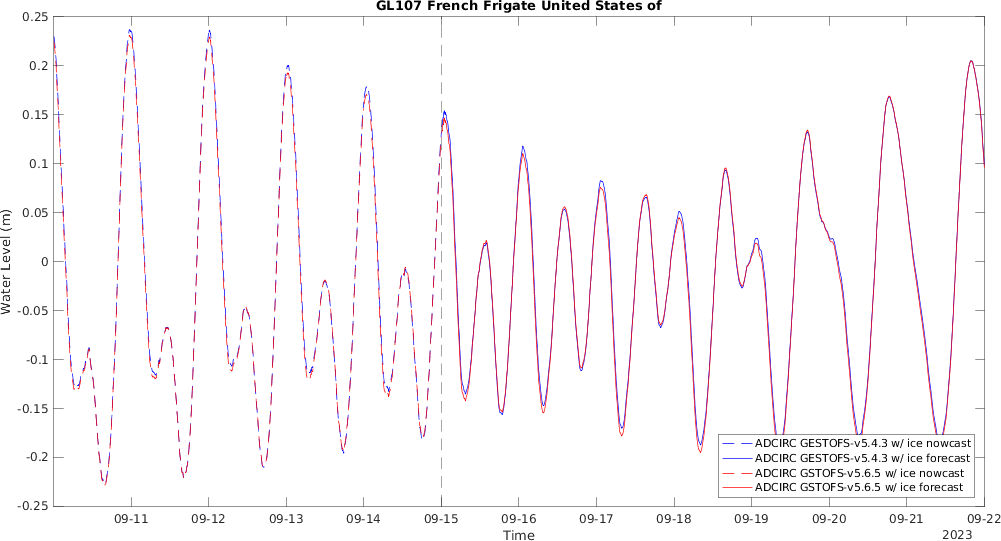 GL107 French Frigate United States of
0.25
0.2
0.15
0.1
0.05
0
-0.05
-0.1
-0.15
-0.2
-0.25
Water Level (m)
ADCIRC GESTOFS-v5.4.3 w/ ice nowcast
ADCIRC GESTOFS-v5.4.3 w/ ice forecast
ADCIRC GSTOFS-v5.6.5 w/ ice nowcast
ADCIRC GSTOFS-v5.6.5 w/ ice forecast
09-11 09-12 09-13 09-14 09-15 09-16 09-17 09-18 09-19 09-20 09-21 09-22
Time
2023